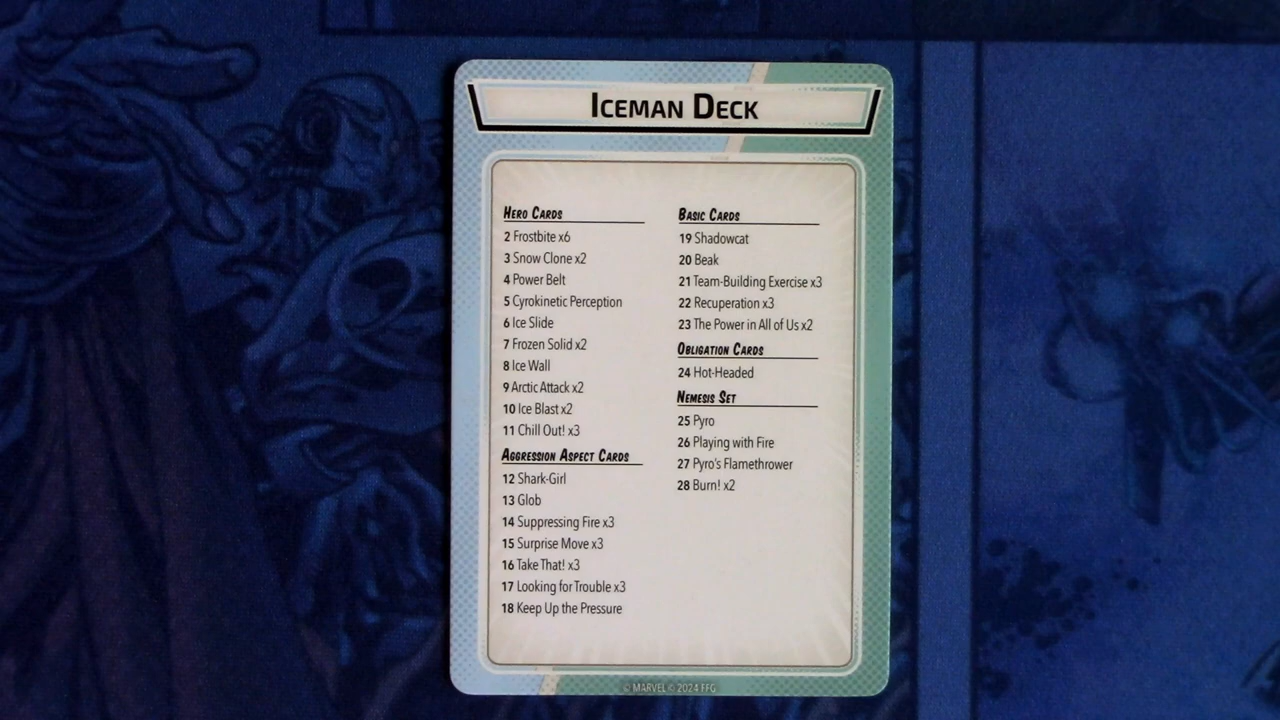 Iceman Deck
Hero Cards
2 Frostbite x6
3 Snow Clone x2
4 Power Belt
5 Cyrokinetic Perception
6 Ice Slide
7 Frozen Solid x2
8 Ice Wall
9 Arctic Attack x2
10 Ice Blast x2
11 Chill Out! x3
Aggression Aspect Cards
12 Shark-Girl
13 Glob
14 Suppressing Fire x3
15 Surprise Move x3
16 Take That! x3
17 Looking for Trouble x3
18 Keep Up the Pressure
Basic Cards
19 Shadowcat
20 Beak
21 Team-Building Exercise x3
22 Recuperation x3
23 The Power in All of Us x2
Obligation Cards
24 Hot-Headed
Nemesis Set
25 Pyro
26 Playing with Fire
27 Pyro's Flamethrower
28 Burn! x2
© MARVEL © 2024 FFG